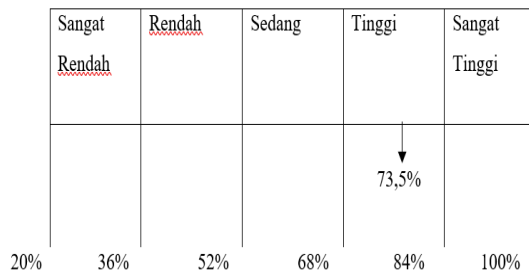 Sangat Rendah Sedang Tinggi Sangat
Rendah Tinggi
73,5%
20% 36% 52% 68% 84% 100%